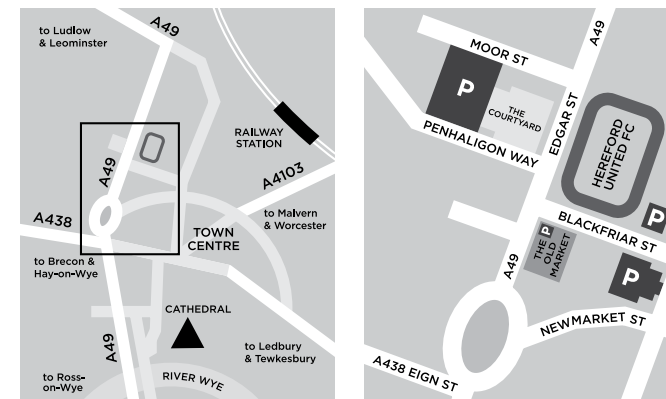 to Ludlow
& Leominster
A49
RAILWAY
STATION
A49
A4103
A438
to Malvern
& Worcester
TOWN
CENTRE
to Brecon &
Hay-on-Wye
CATHEDRAL
A49
to Ledbury
& Tewkesbury
to Ross-
on-Wye
RIVER WYE
A49
MOOR ST
P
THE
COURTYARD
EDGAR ST
PENHALIGON WAY
HEREFORD
UNITED FC
P
BLACKFRIAR ST
P
THE
OLD
MARKET
A49
P
NEWMARKET ST
A438 EIGN ST